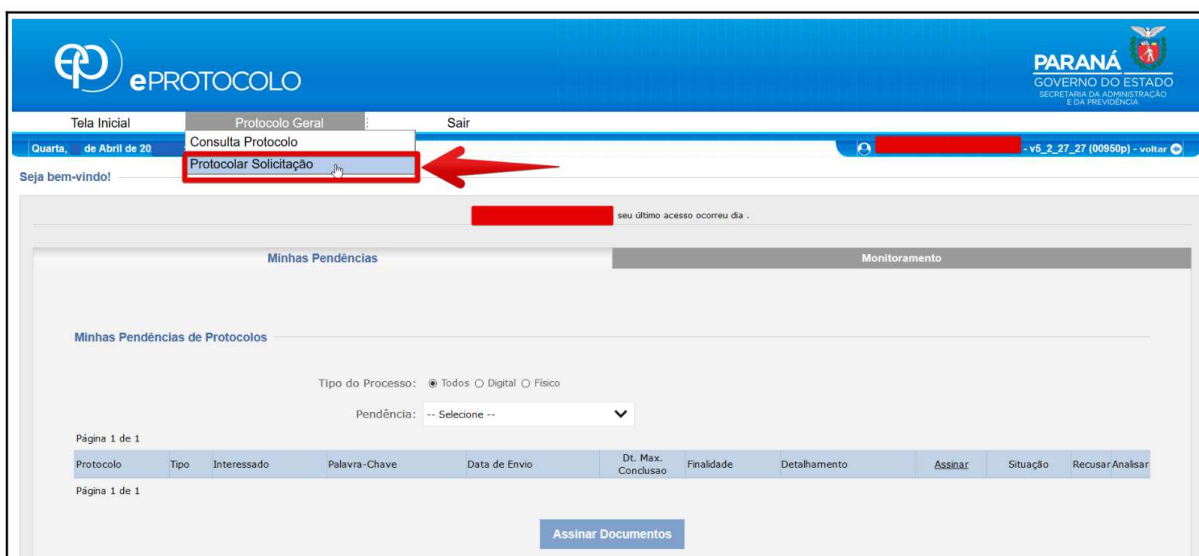 ep ePROTOCOLO
PARANÁ
GOVERNO DO ESTADO
SECRETARIA DA ADMINISTRAÇÃO
E DA PREVIDÊNCIA
Tela Inicial Protocolo Geral Sair
Consulta Protocolo
Protocolar Solicitação
Quarta, de Abril de 20 - v5_2_27_27 (00950p) - voltar
Seja bem-vindo!
seu último acesso ocorreu dia .
Minhas Pendências Monitoramento
Minhas Pendências de Protocolos
Tipo do Processo: Todos Digital Físico
Pendência: -- Selecione --
Página 1 de 1
Protocolo Tipo Interessado Palavra-Chave Data de Envio Dt. Max. Conclusao Finalidade Detalhamento Assinar Situação Recusar Analisar
Página 1 de 1
Assinar Documentos